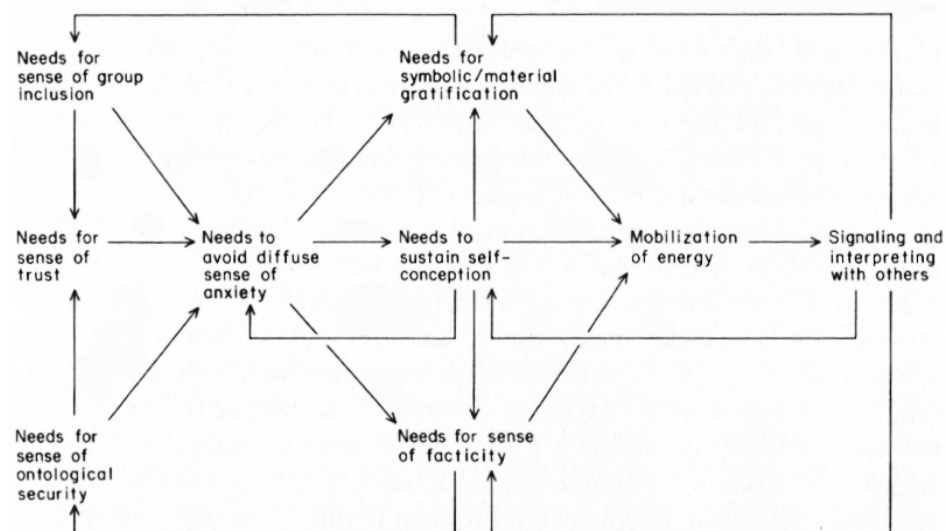 Needs for
sense of group
inclusion
Needs for
symbolic/material
gratification
Needs for
sense of
trust
Needs to
avoid diffuse
sense of
anxiety
Needs to
sustain self-
conception
Mobilization
of energy
Signaling and
interpreting
with others
Needs for
sense of
ontological
security
Needs for sense
of facticity